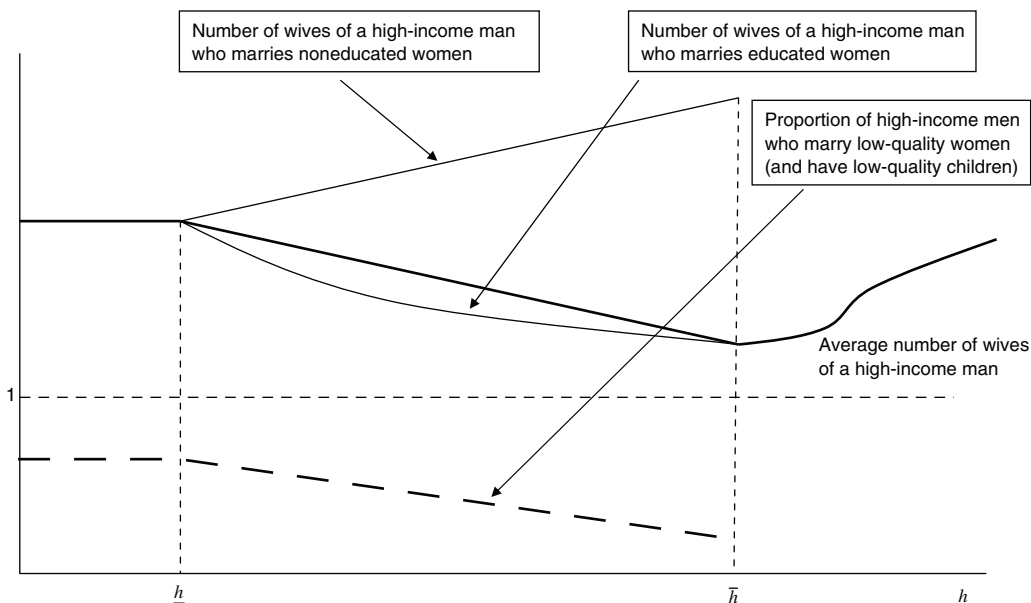 Number of wives of a high-income man
who marries noneducated women
Number of wives of a high-income man
who marries educated women
Proportion of high-income men
who marry low-quality women
(and have low-quality children)
Average number of wives
of a high-income man
1
h̲
h̅
h